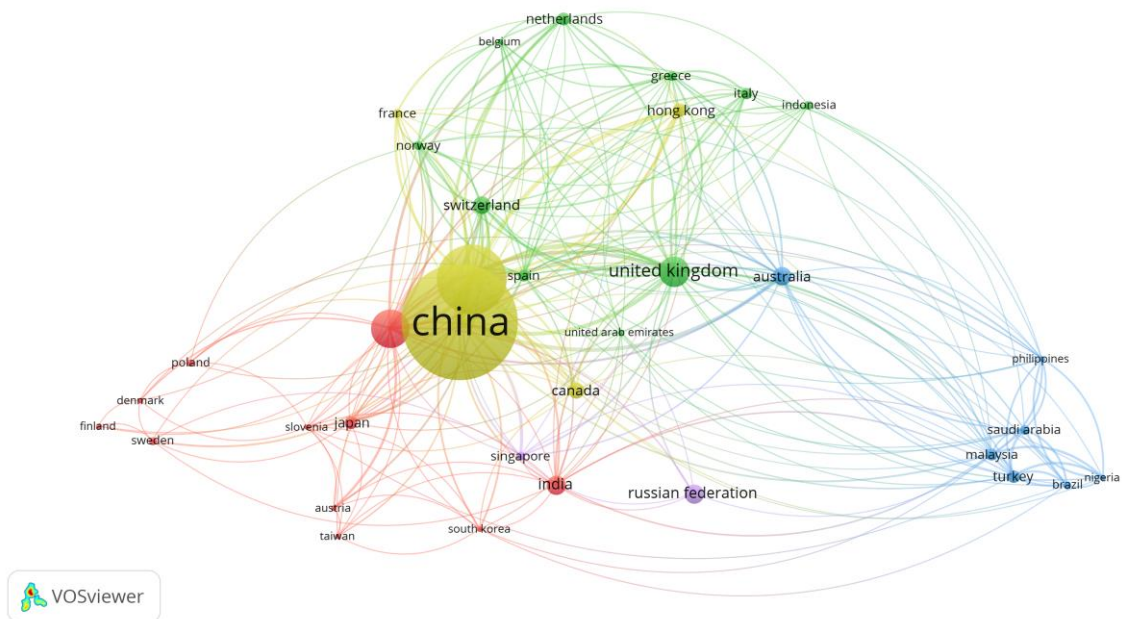 netherlands
belgium
greece
italy
indonesia
hong kong
france
norway
switzerland
spain
united kingdom
australia
china
united arab emirates
poland
philippines
canada
denmark
finland
sweden
slovenia
japan
saudi arabia
singapore
malaysia
india
turkey
brazil
nigeria
russian federation
austria
south korea
taiwan
VOSviewer